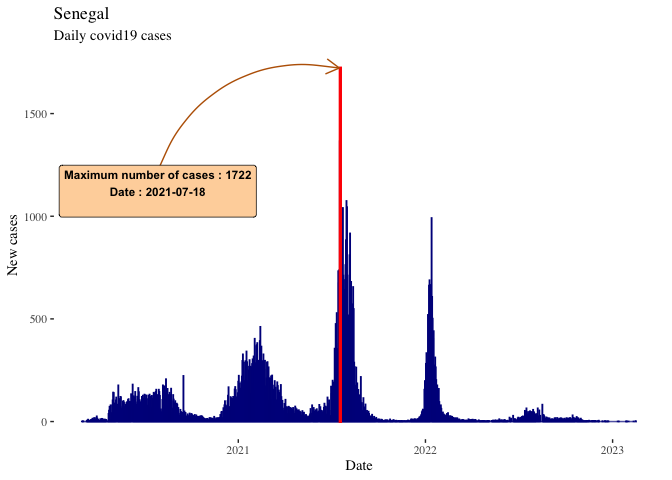 Senegal
Daily covid19 cases
1500
Maximum number of cases : 1722
Date : 2021-07-18
1000
New cases
500
0
2021
2022
2023
Date